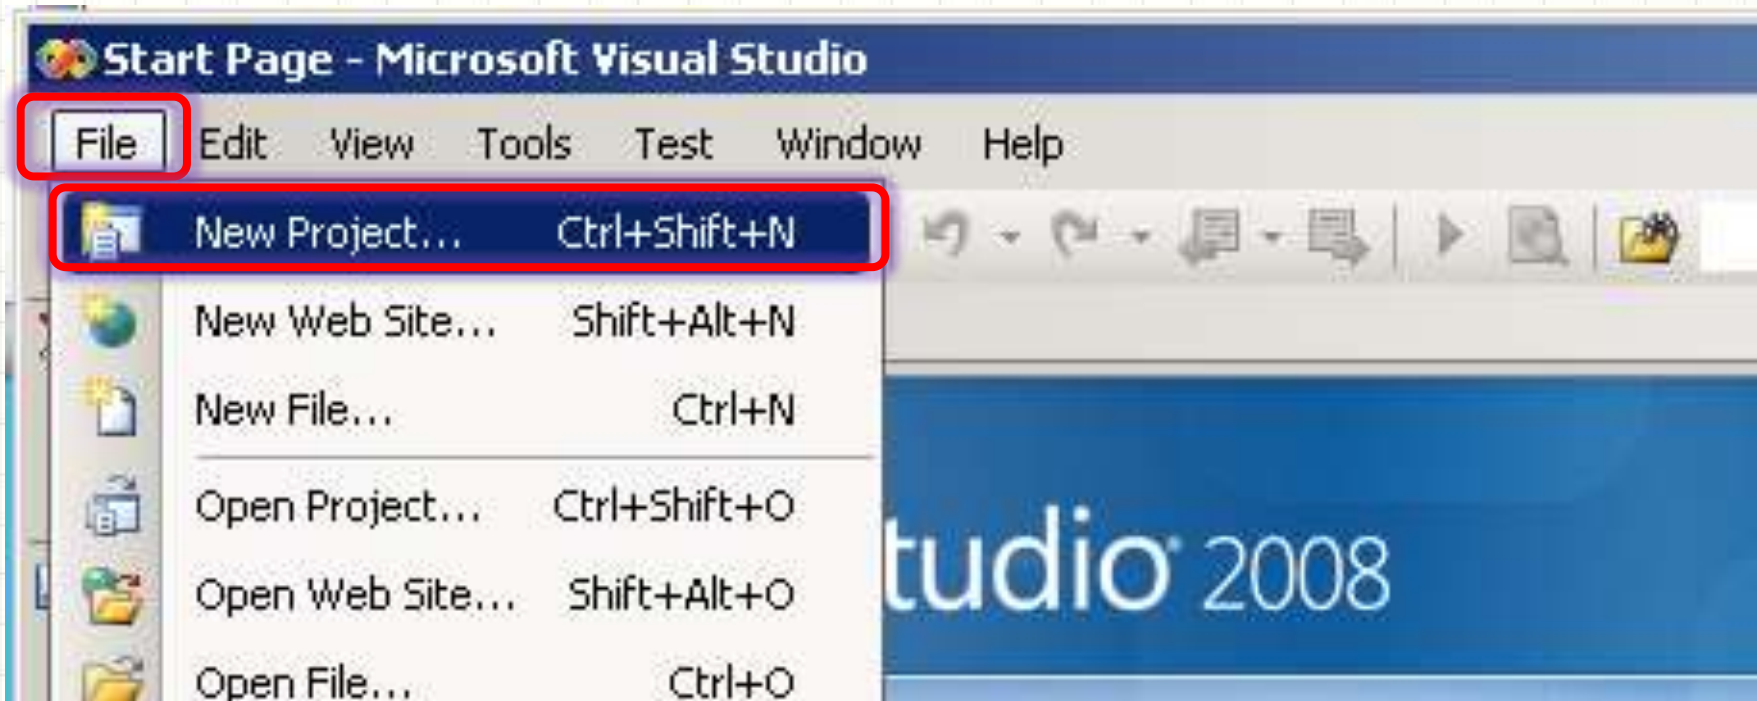 Start Page - Microsoft Visual Studio
File Edit View Tools Test Window Help
New Project... Ctrl+Shift+N
New Web Site... Shift+Alt+N
New File... Ctrl+N
Open Project... Ctrl+Shift+O
Open Web Site... Shift+Alt+O
Open File... Ctrl+O
tudio 2008